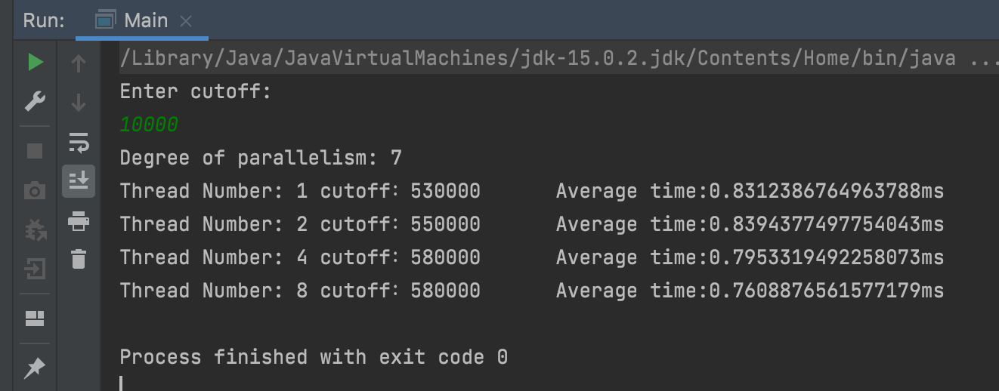 Run: Main
/Library/Java/JavaVirtualMachines/jdk-15.0.2.jdk/Contents/Home/bin/java ...
Enter cutoff:
10000
Degree of parallelism: 7
Thread Number: 1 cutoff: 530000 Average time:0.8312386764963788ms
Thread Number: 2 cutoff: 550000 Average time:0.8394377497754043ms
Thread Number: 4 cutoff: 580000 Average time:0.7953319492258073ms
Thread Number: 8 cutoff: 580000 Average time:0.7608876561577179ms
Process finished with exit code 0